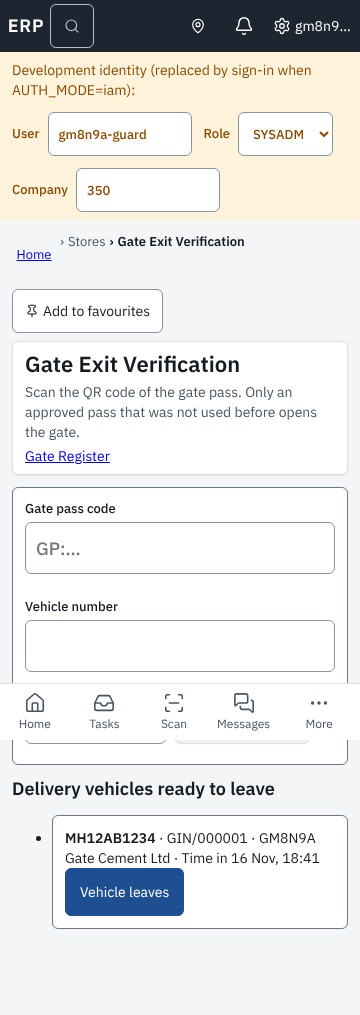 ERP
gm8n9...
Development identity (replaced by sign-in when
AUTH_MODE=iam):
User gm8n9a-guard Role SYSADM
Company 350
Home › Stores › Gate Exit Verification
Add to favourites
Gate Exit Verification
Scan the QR code of the gate pass. Only an
approved pass that was not used before opens
the gate.
Gate Register
Gate pass code
GP:...
Vehicle number
Home Tasks Scan Messages More
Delivery vehicles ready to leave
• MH12AB1234 · GIN/000001 · GM8N9A
Gate Cement Ltd · Time in 16 Nov, 18:41
Vehicle leaves